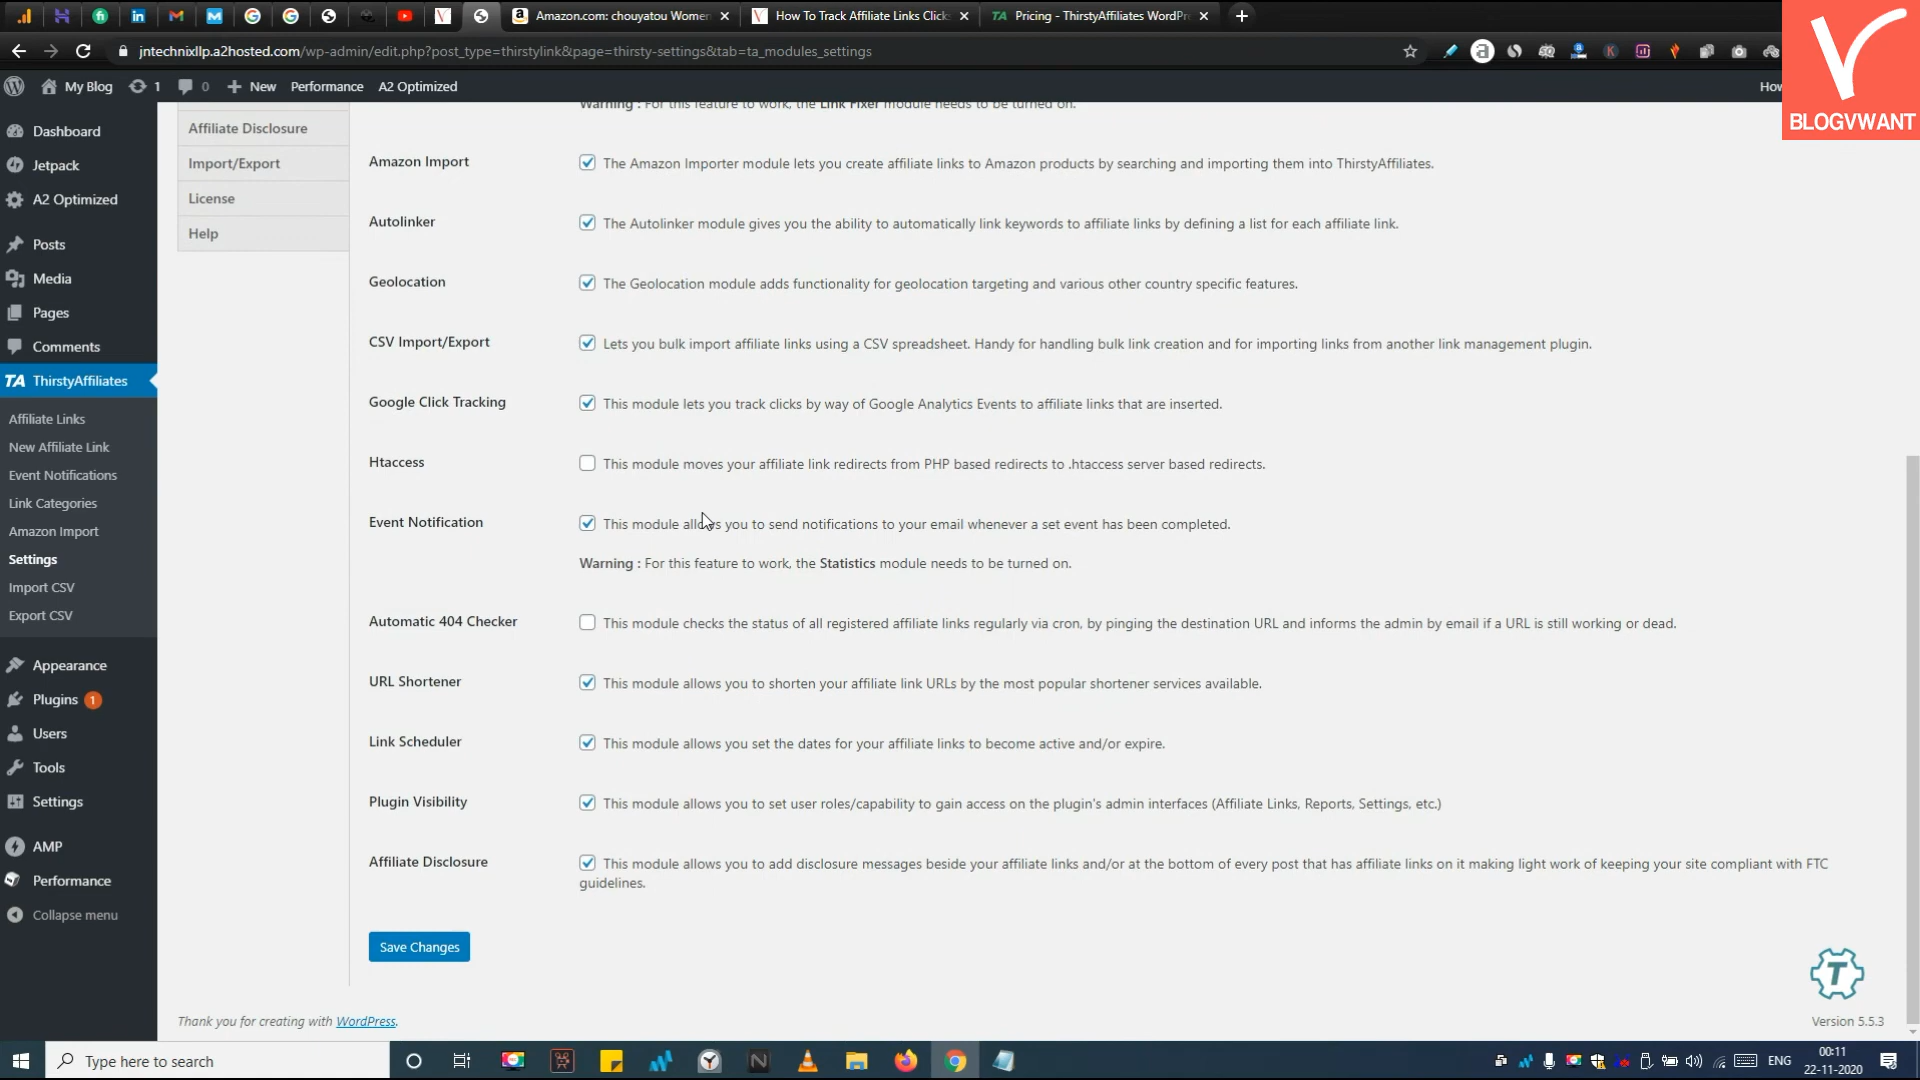 Amazon.com: chouyatou Women
How To Track Affiliate Links Click
TA Pricing - ThirstyAffiliates WordPr
jntechnixllp.a2hosted.com/wp-admin/edit.php?post_type=thirstylink&page=thirsty-settings&tab=ta_modules_settings
BLOGVWANT
My Blog
1
0
New
Performance
A2 Optimized
How
Dashboard
Jetpack
A2 Optimized
Posts
Media
Pages
Comments
TA ThirstyAffiliates
Affiliate Links
New Affiliate Link
Event Notifications
Link Categories
Amazon Import
Settings
Import CSV
Export CSV
Appearance
Plugins 1
Users
Tools
Settings
AMP
Performance
Collapse menu
Affiliate Disclosure
Import/Export
License
Help
Warning : For this feature to work, the Link Fixer module needs to be turned on.
Amazon Import
The Amazon Importer module lets you create affiliate links to Amazon products by searching and importing them into ThirstyAffiliates.
Autolinker
The Autolinker module gives you the ability to automatically link keywords to affiliate links by defining a list for each affiliate link.
Geolocation
The Geolocation module adds functionality for geolocation targeting and various other country specific features.
CSV Import/Export
Lets you bulk import affiliate links using a CSV spreadsheet. Handy for handling bulk link creation and for importing links from another link management plugin.
Google Click Tracking
This module lets you track clicks by way of Google Analytics Events to affiliate links that are inserted.
Htaccess
This module moves your affiliate link redirects from PHP based redirects to .htaccess server based redirects.
Event Notification
This module allows you to send notifications to your email whenever a set event has been completed.
Warning : For this feature to work, the Statistics module needs to be turned on.
Automatic 404 Checker
This module checks the status of all registered affiliate links regularly via cron, by pinging the destination URL and informs the admin by email if a URL is still working or dead.
URL Shortener
This module allows you to shorten your affiliate link URLs by the most popular shortener services available.
Link Scheduler
This module allows you set the dates for your affiliate links to become active and/or expire.
Plugin Visibility
This module allows you to set user roles/capability to gain access on the plugin's admin interfaces (Affiliate Links, Reports, Settings, etc.)
Affiliate Disclosure
This module allows you to add disclosure messages beside your affiliate links and/or at the bottom of every post that has affiliate links on it making light work of keeping your site compliant with FTC
guidelines.
Save Changes
T
Thank you for creating with WordPress.
Version 5.5.3
Type here to search
ENG
00:11
22-11-2020